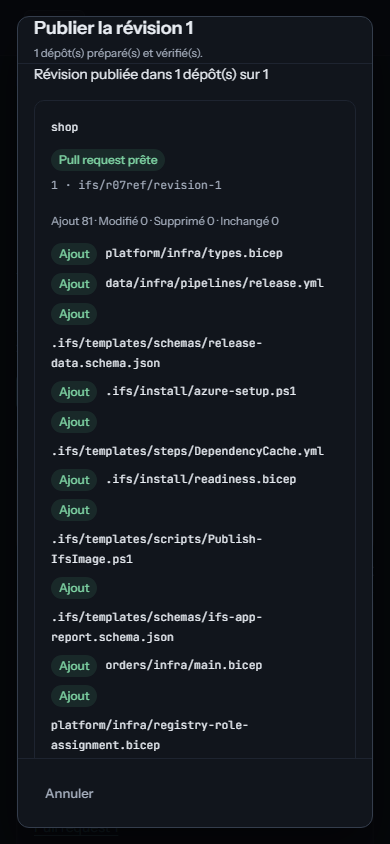 Publier la révision 1
1 dépôt(s) préparé(s) et vérifié(s).
Révision publiée dans 1 dépôt(s) sur 1
shop
Pull request prête
1 · ifs/r07ref/revision-1
Ajout 81 · Modifié 0 · Supprimé 0 · Inchangé 0
Ajout platform/infra/types.bicep
Ajout data/infra/pipelines/release.yml
Ajout
.ifs/templates/schemas/release-
data.schema.json
Ajout .ifs/install/azure-setup.ps1
Ajout
.ifs/templates/steps/DependencyCache.yml
Ajout .ifs/install/readiness.bicep
Ajout
.ifs/templates/scripts/Publish-
IfsImage.ps1
Ajout
.ifs/templates/schemas/ifs-app-
report.schema.json
Ajout orders/infra/main.bicep
Ajout
platform/infra/registry-role-
assignment.bicep
Annuler